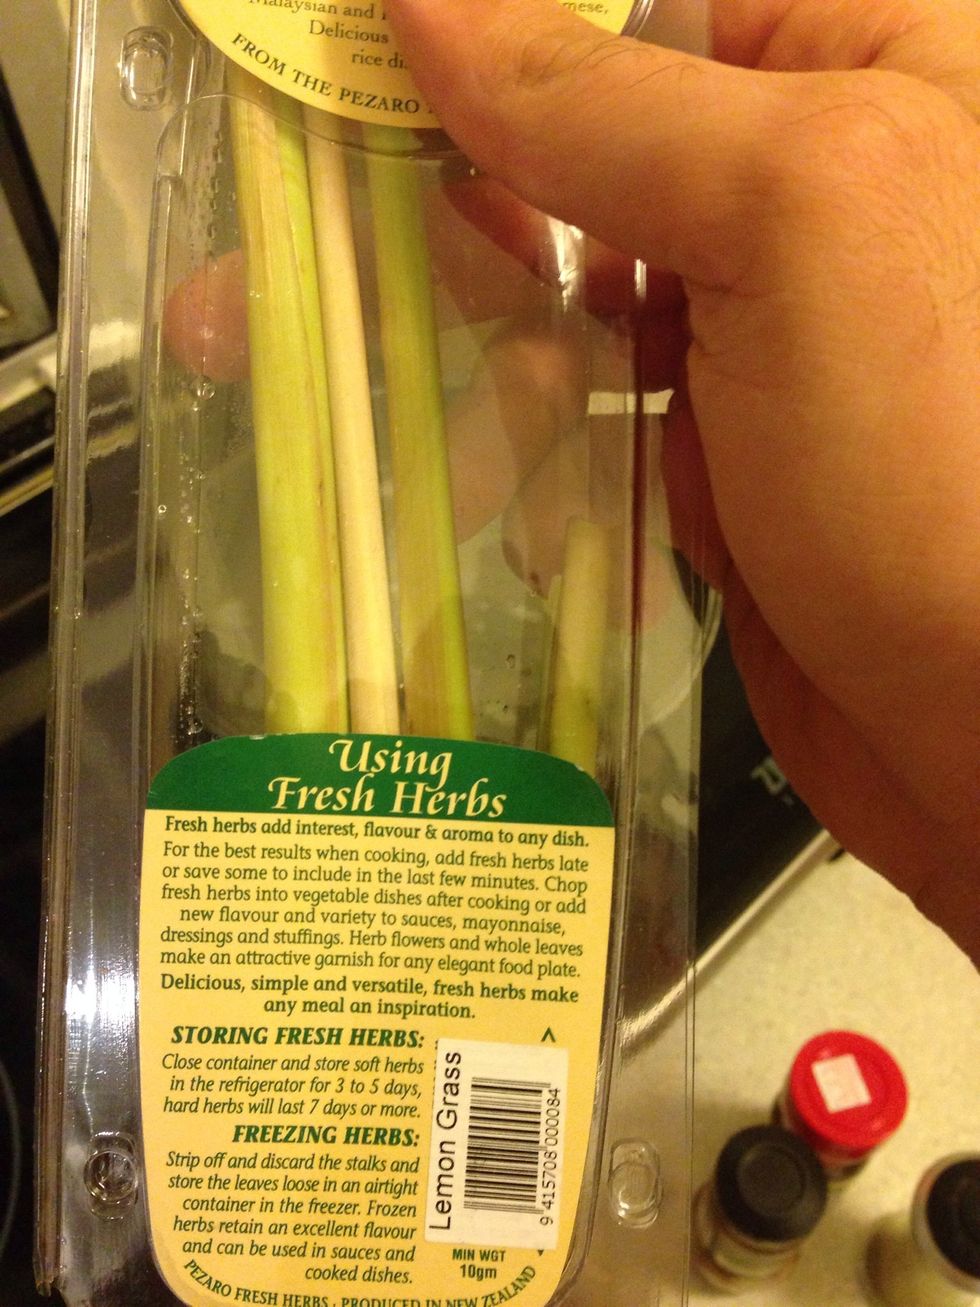 Malaysian and
Delicious
rice
FROM THE PEZARO
Using
Fresh Herbs
Fresh herbs add interest, flavour & aroma to any dish.
For the best results when cooking, add fresh herbs late
or save some to include in the last few minutes. Chop
fresh herbs into vegetable dishes after cooking or add
new flavour and variety to sauces, mayonnaise,
dressings and stuffings. Herb flowers and whole leaves
make an attractive garnish for any elegant food plate.
Delicious, simple and versatile, fresh herbs make
any meal an inspiration.
STORING FRESH HERBS:
Close container and store soft herbs
in the refrigerator for 3 to 5 days,
hard herbs will last 7 days or more.
FREEZING HERBS:
Strip off and discard the stalks and
store the leaves loose in an airtight
container in the freezer. Frozen
herbs retain an excellent flavour
and can be used in sauces and
cooked dishes.
Lemon Grass
9 415708 000084
MIN WGT
10gm
PEZARO FRESH HERBS · PRODUCED IN NEW ZEALAND